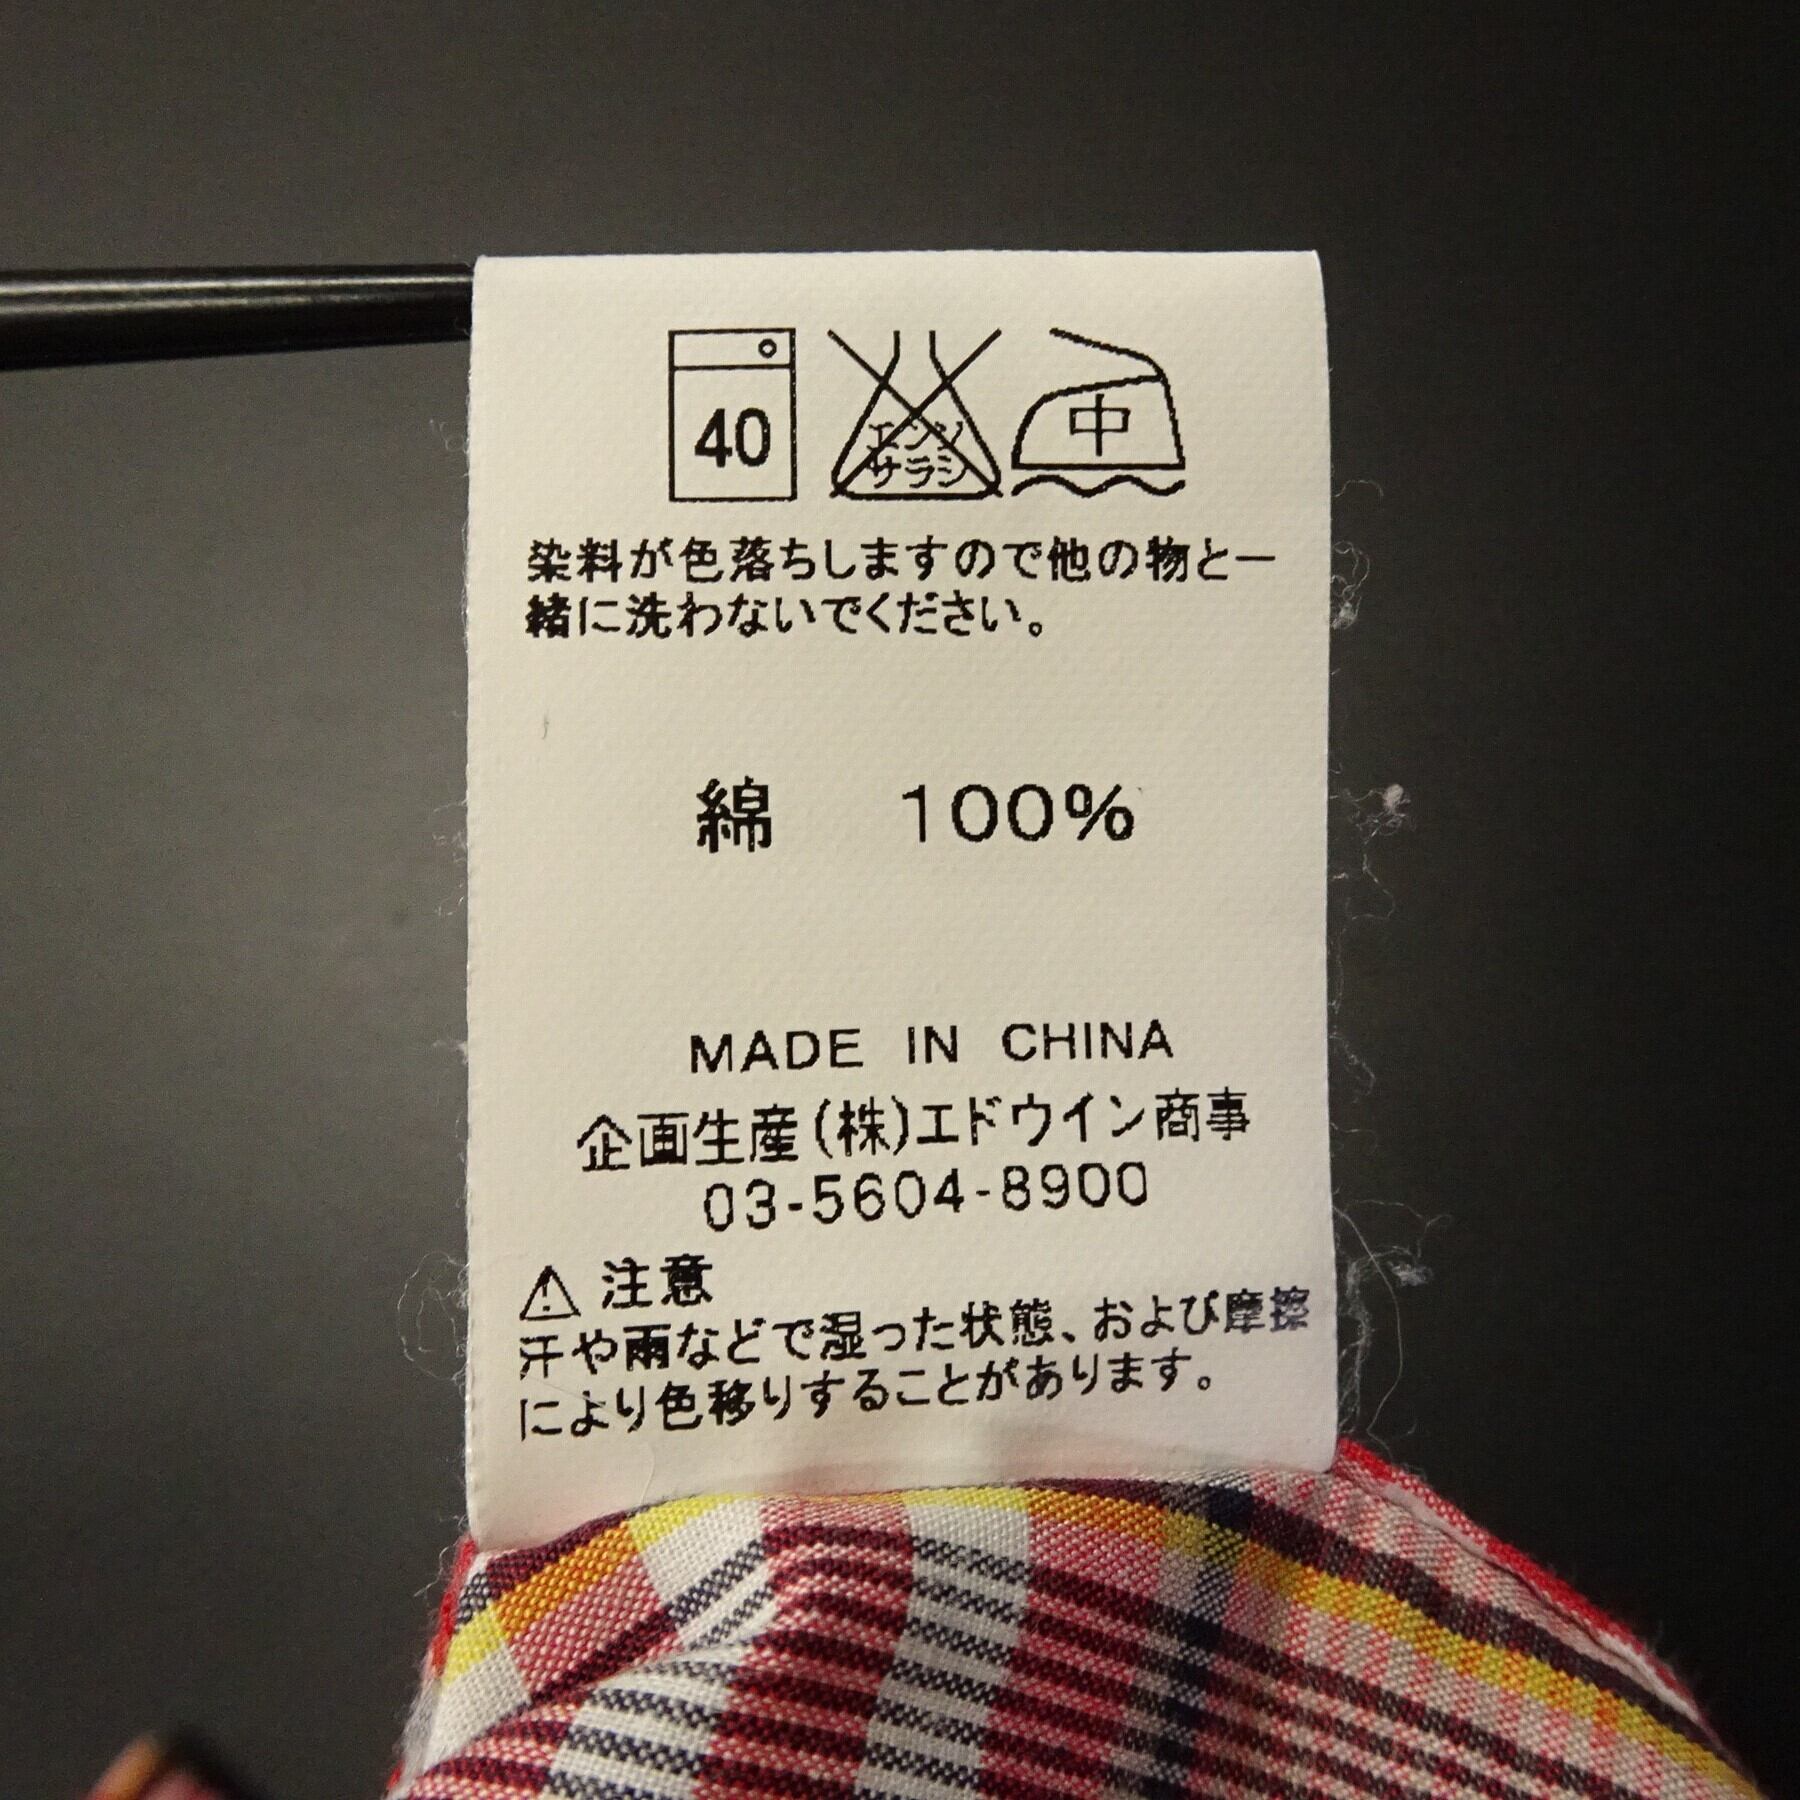 40
エンソ
サラシ
中
染料が色落ちしますので他の物と一
緒に洗わないでください。
綿 100%
MADE IN CHINA
企画生産(株)エドウイン商事
03-5604-8900
注意
汗や雨などで湿った状態、および摩擦
により色移りすることがあります。